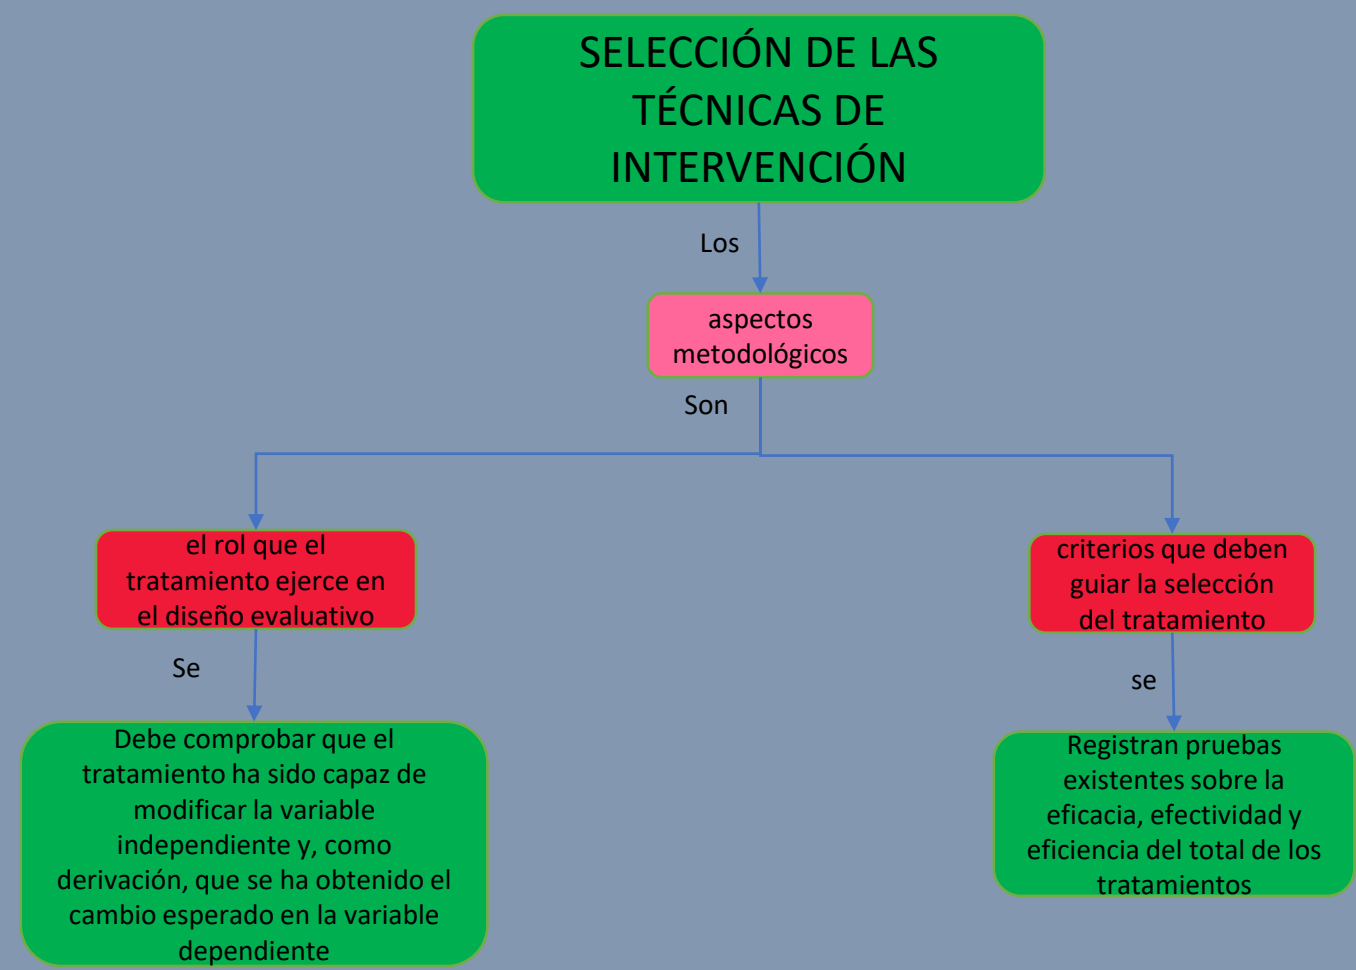 SELECCIÓN DE LAS
TÉCNICAS DE
INTERVENCIÓN
Los
aspectos
metodológicos
Son
el rol que el
tratamiento ejerce en
el diseño evaluativo
Se
Debe comprobar que el
tratamiento ha sido capaz de
modificar la variable
independiente y, como
derivación, que se ha obtenido el
cambio esperado en la variable
dependiente
criterios que deben
guiar la selección
del tratamiento
se
Registran pruebas
existentes sobre la
eficacia, efectividad y
eficiencia del total de los
tratamientos